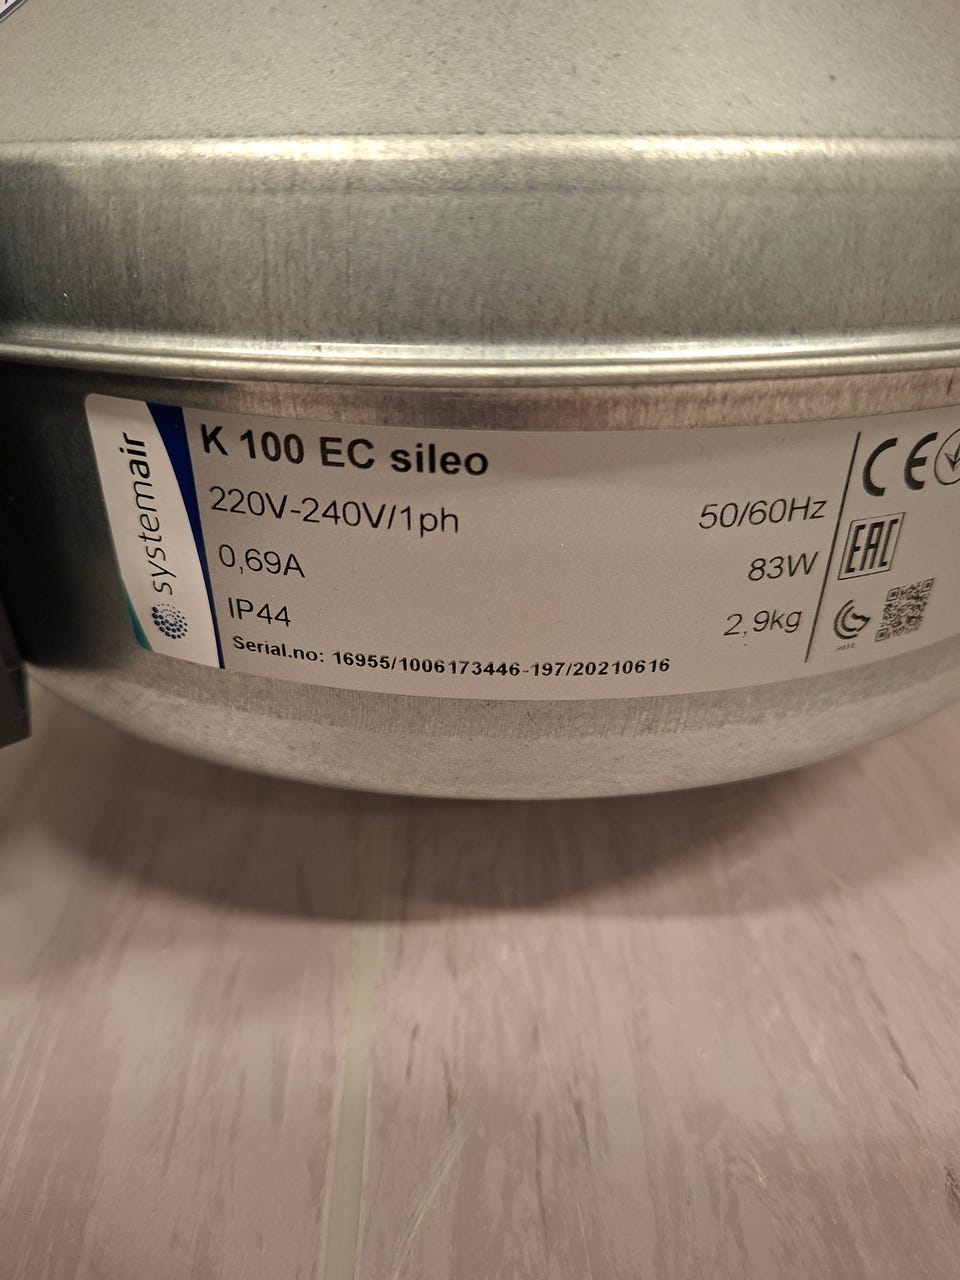 systemair
K 100 EC sileo
220V-240V/1ph 50/60Hz
0,69A 83W
IP44 2,9kg
Serial.no: 16955/1006173446-197/20210616
CE
EAC